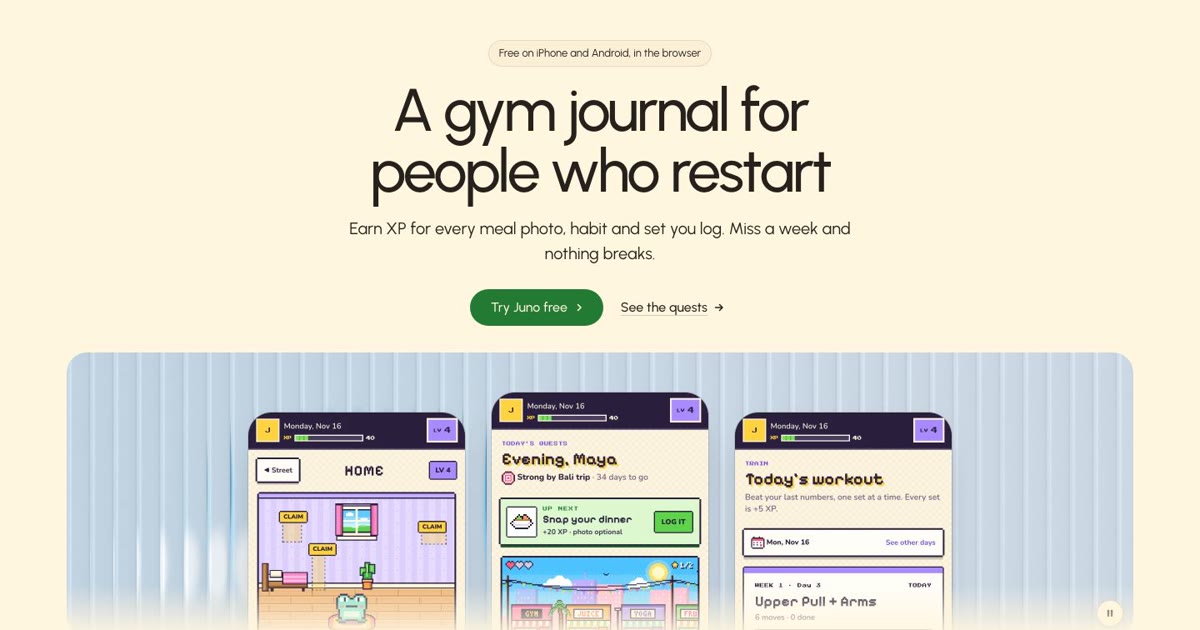 Free on iPhone and Android, in the browser
A gym journal for
people who restart
Earn XP for every meal photo, habit and set you log. Miss a week and
nothing breaks.
Try Juno free
See the quests →
J
Monday, Nov 16
XP
40
LV 4
◀ Street
HOME
LV 4
CLAIM
CLAIM
CLAIM
J
Monday, Nov 16
XP
40
LV 4
TODAY'S QUESTS
Evening, Maya
Strong by Bali trip · 34 days to go
UP NEXT
Snap your dinner
+20 XP · photo optional
LOG IT
1/2
GYM
JUICE
YOGA
J
Monday, Nov 16
XP
40
LV 4
TRAIN
Today's workout
Beat your last numbers, one set at a time. Every set
is +5 XP.
Mon, Nov 16
See other days
WEEK 1 · Day 3
TODAY
Upper Pull + Arms
6 moves · 0 done